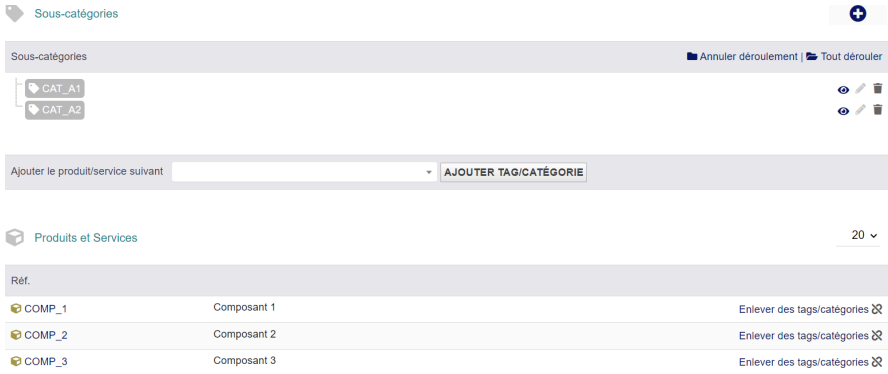 Sous-catégories
Sous-catégories Annuler déroulement | Tout dérouler
CAT_A1
CAT_A2
Ajouter le produit/service suivant AJOUTER TAG/CATÉGORIE
Produits et Services 20
Réf.
COMP_1 Composant 1 Enlever des tags/catégories
COMP_2 Composant 2 Enlever des tags/catégories
COMP_3 Composant 3 Enlever des tags/catégories